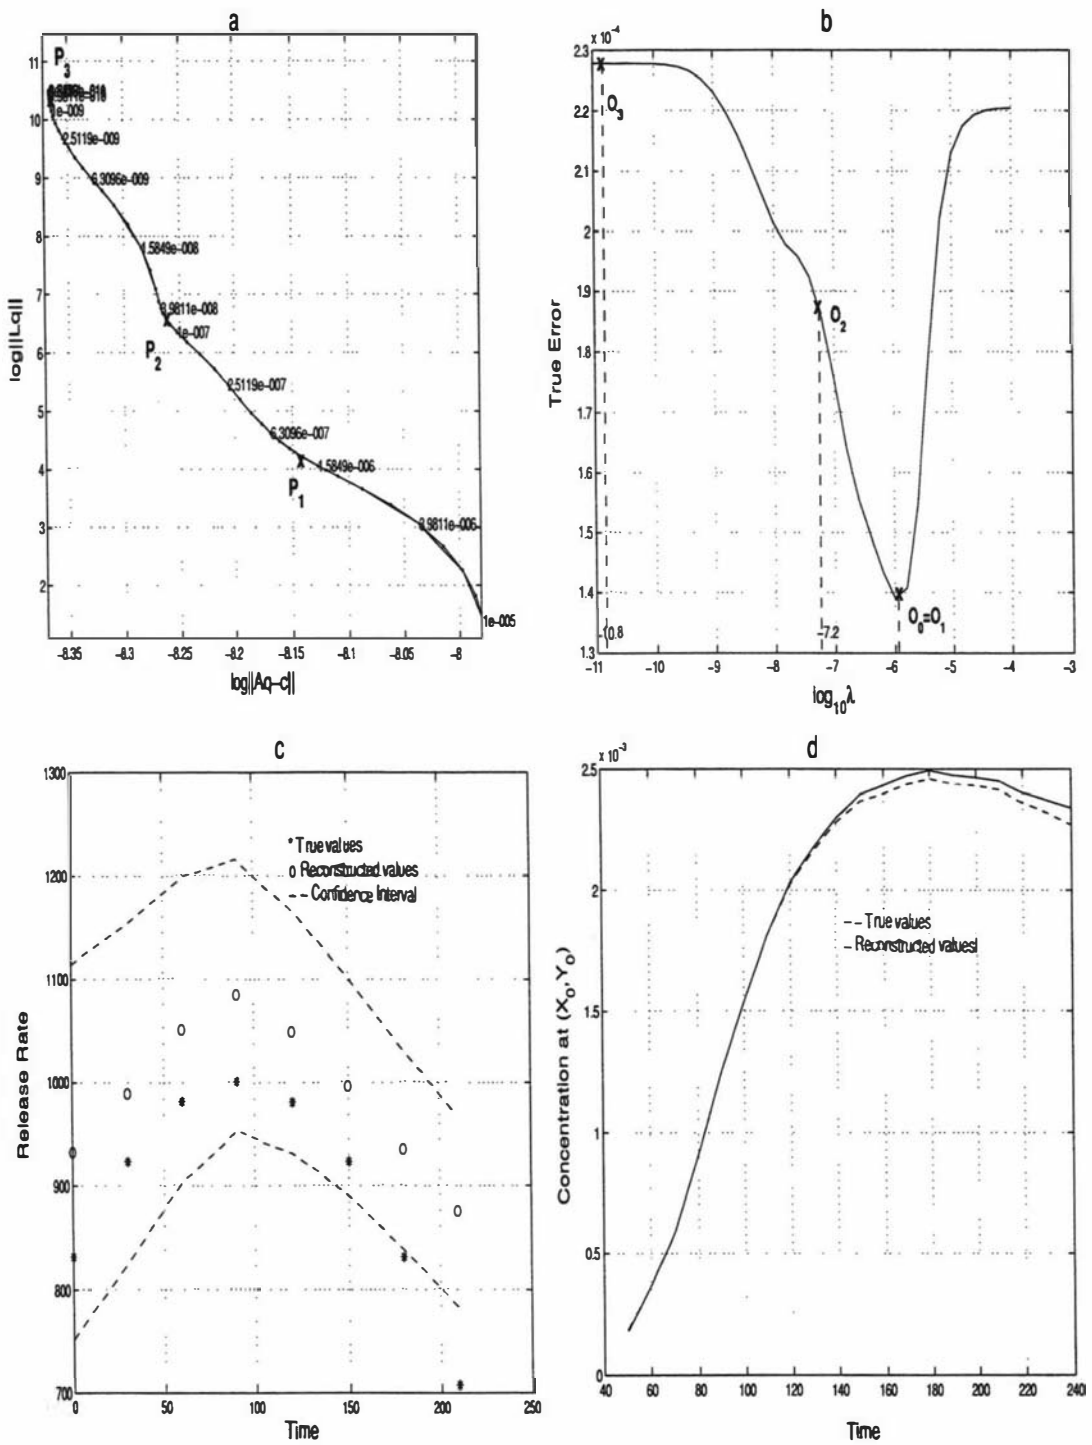 a
P3
11
10
9
8
7
6
5
4
3
2
1e-009
2.5119e-009
6.3096e-009
1.5849e-008
3.9811e-008
1e-007
P2
2.5119e-007
6.3096e-007
1.5849e-006
P1
3.9811e-006
1e-005
log||Lq||
-8.35 -8.3 -8.25 -8.2 -8.15 -8.1 -8.05 -8
log||Aq-c||
b
x 10-4
2.3
2.2
2.1
2
1.9
1.8
1.7
1.6
1.5
1.4
1.3
O3
O2
O0=O1
-10.8
-7.2
True Error
-11 -10 -9 -8 -7 -6 -5 -4 -3
log10λ
c
1300
1200
1100
1000
900
800
700
* True values
o Reconstructed values
-- Confidence Interval
Release Rate
0 50 100 150 200 250
Time
d
x 10-3
2.5
2
1.5
1
0.5
0
-- True values
– Reconstructed values
Concentration at (X0,Y0)
40 60 80 100 120 140 160 180 200 220 240
Time